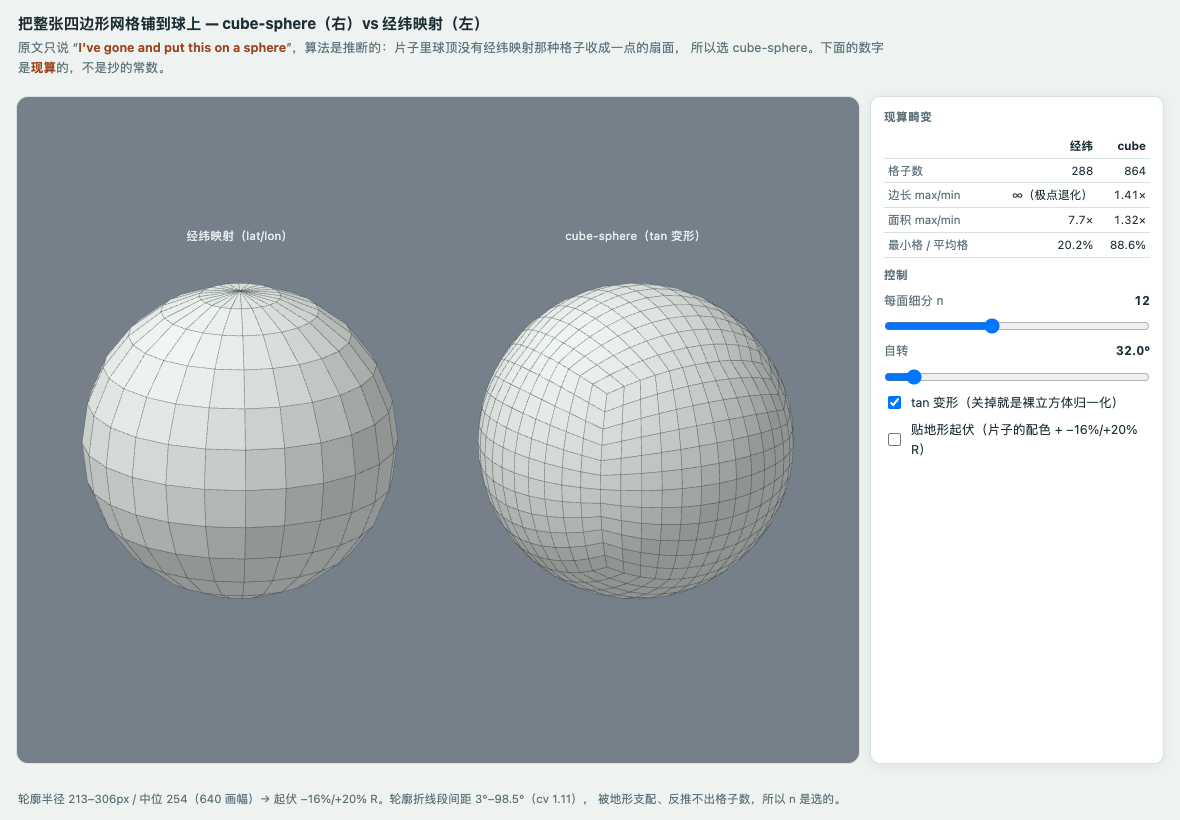 把整张四边形网格铺到球上 — cube-sphere（右）vs 经纬映射（左）
原文只说 “I've gone and put this on a sphere”，算法是推断的：片子里球顶没有经纬映射那种格子收成一点的扇面， 所以选 cube-sphere。下面的数字
是现算的，不是抄的常数。
经纬映射（lat/lon）
cube-sphere（tan 变形）
现算畸变
经纬 cube
格子数 288 864
边长 max/min ∞（极点退化） 1.41×
面积 max/min 7.7× 1.32×
最小格 / 平均格 20.2% 88.6%
控制
每面细分 n 12
自转 32.0°
tan 变形（关掉就是裸立方体归一化）
贴地形起伏（片子的配色 + −16%/+20%
R）
轮廓半径 213–306px / 中位 254（640 画幅）→ 起伏 −16%/+20% R。轮廓折线段间距 3°–98.5°（cv 1.11）， 被地形支配、反推不出格子数，所以 n 是选的。